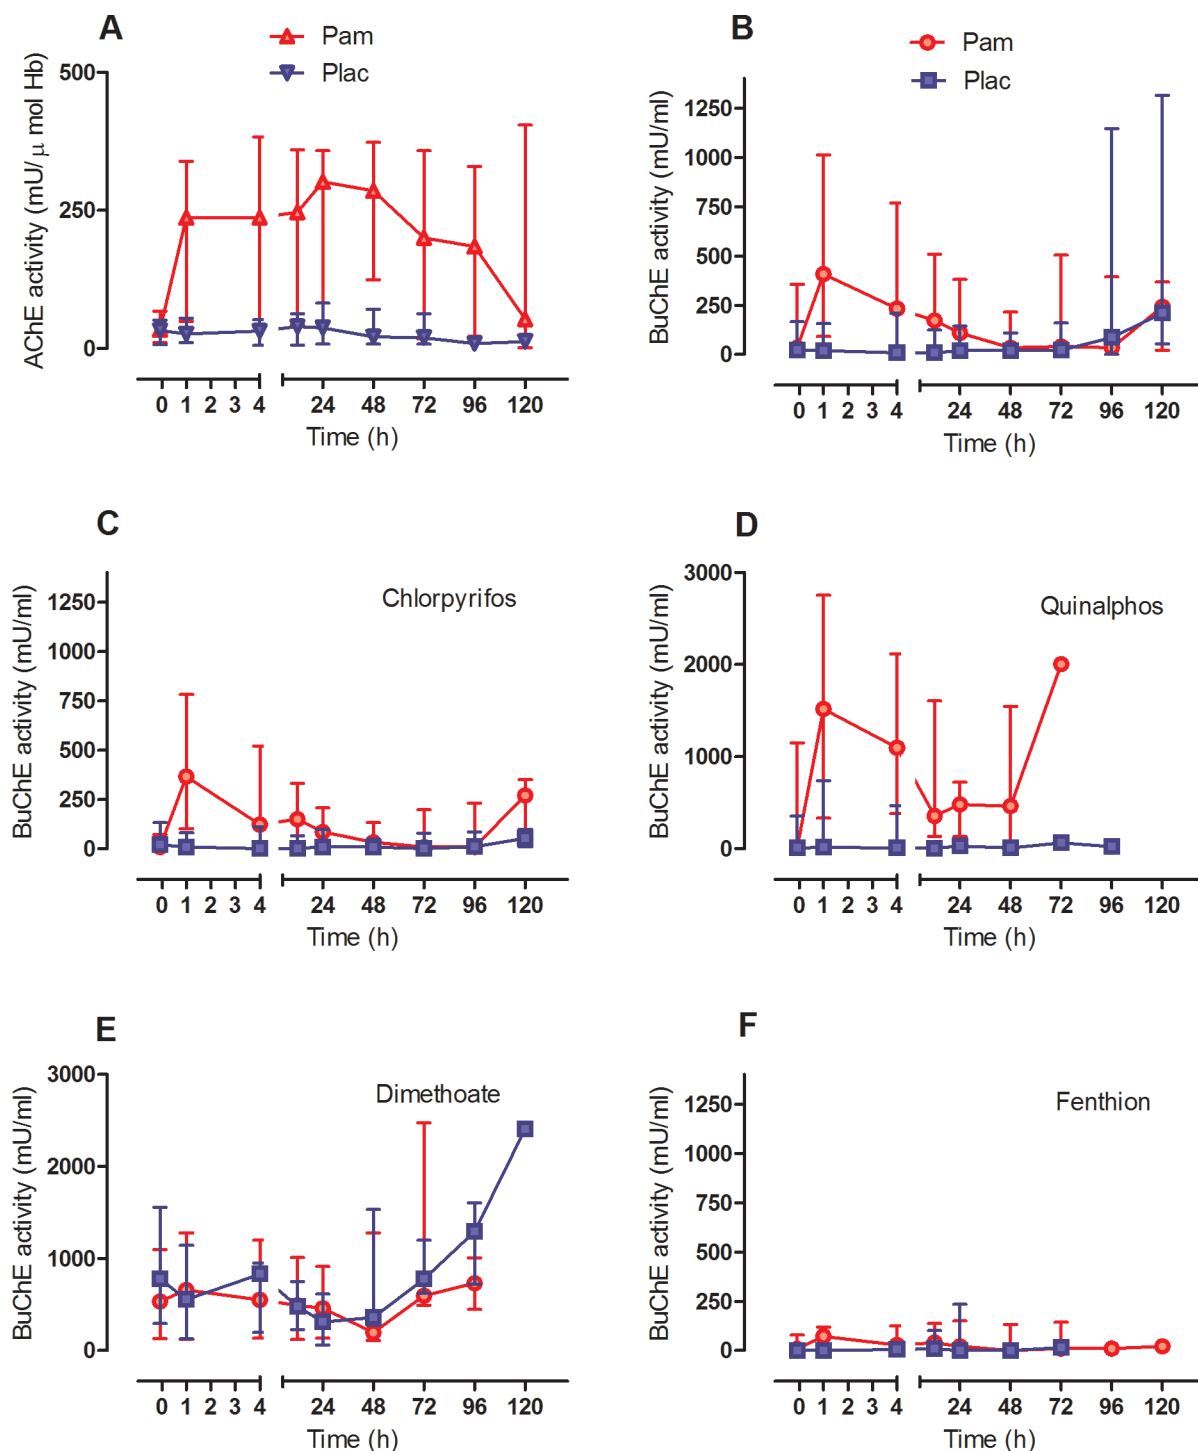 A
Pam
Plac
AChE activity (mU/ μ mol Hb)
500
250
0
0 1 2 3 4 24 48 72 96 120
Time (h)
B
Pam
Plac
BuChE activity (mU/ml)
1250
1000
750
500
250
0
0 1 2 3 4 24 48 72 96 120
Time (h)
C
Chlorpyrifos
BuChE activity (mU/ml)
1250
1000
750
500
250
0
0 1 2 3 4 24 48 72 96 120
Time (h)
D
Quinalphos
BuChE activity (mU/ml)
3000
2000
1000
0
0 1 2 3 4 24 48 72 96 120
Time (h)
E
Dimethoate
BuChE activity (mU/ml)
3000
2000
1000
0
0 1 2 3 4 24 48 72 96 120
Time (h)
F
Fenthion
BuChE activity (mU/ml)
1250
1000
750
500
250
0
0 1 2 3 4 24 48 72 96 120
Time (h)